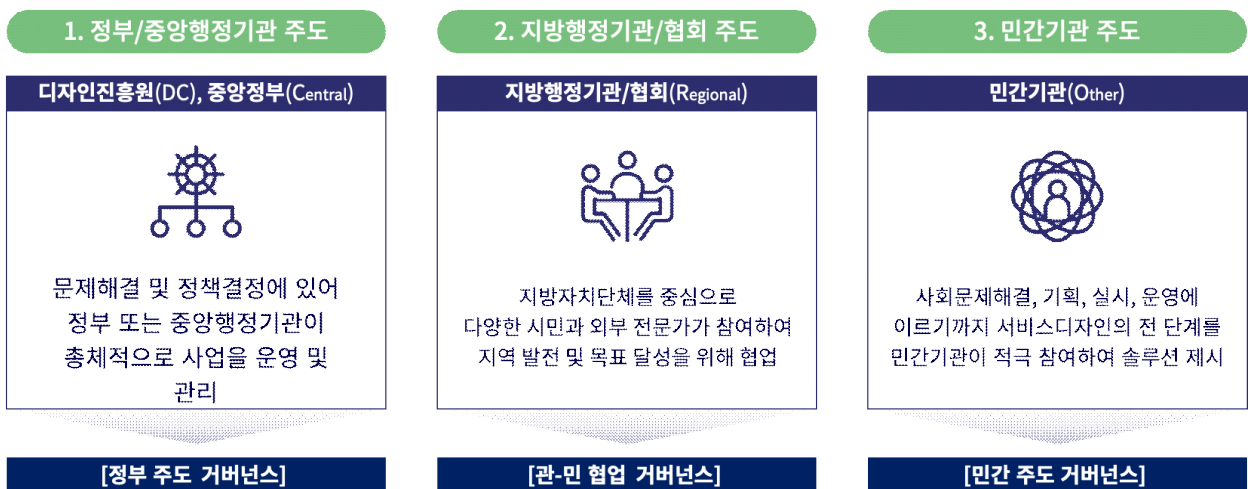 1. 정부/중앙행정기관 주도
디자인진흥원(DC), 중앙정부(Central)
문제해결 및 정책결정에 있어
정부 또는 중앙행정기관이
총체적으로 사업을 운영 및
관리
[정부 주도 거버넌스]
2. 지방행정기관/협회 주도
지방행정기관/협회(Regional)
지방자치단체를 중심으로
다양한 시민과 외부 전문가가 참여하여
지역 발전 및 목표 달성을 위해 협업
[관-민 협업 거버넌스]
3. 민간기관 주도
민간기관(Other)
사회문제해결, 기획, 실시, 운영에
이르기까지 서비스디자인의 전 단계를
민간기관이 적극 참여하여 솔루션 제시
[민간 주도 거버넌스]